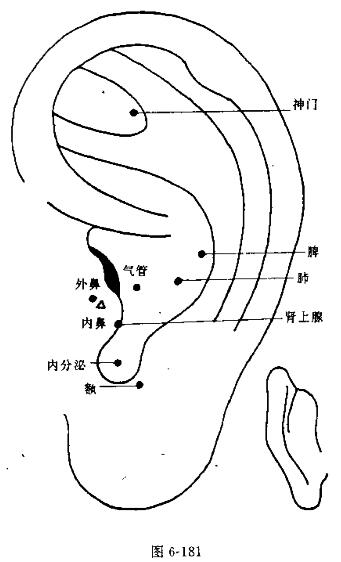 神门
脾
肺
气管
外鼻
内鼻
肾上腺
内分泌
额
图 6-181